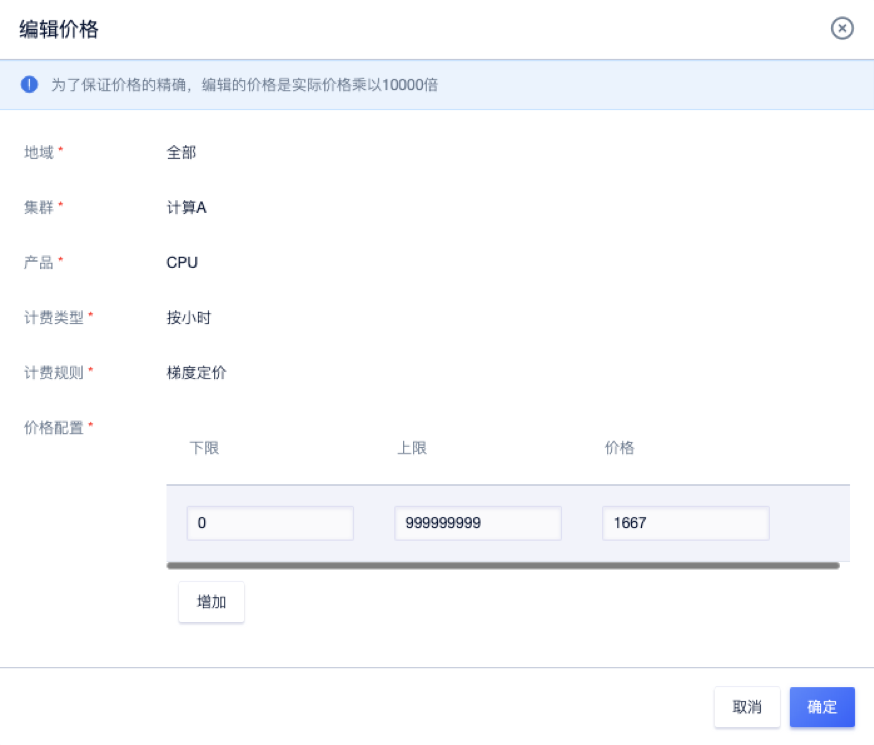 编辑价格
为了保证价格的精确，编辑的价格是实际价格乘以10000倍
地域 * 全部
集群 * 计算A
产品 * CPU
计费类型 * 按小时
计费规则 * 梯度定价
价格配置 *
下限 上限 价格
0 999999999 1667
增加
取消 确定